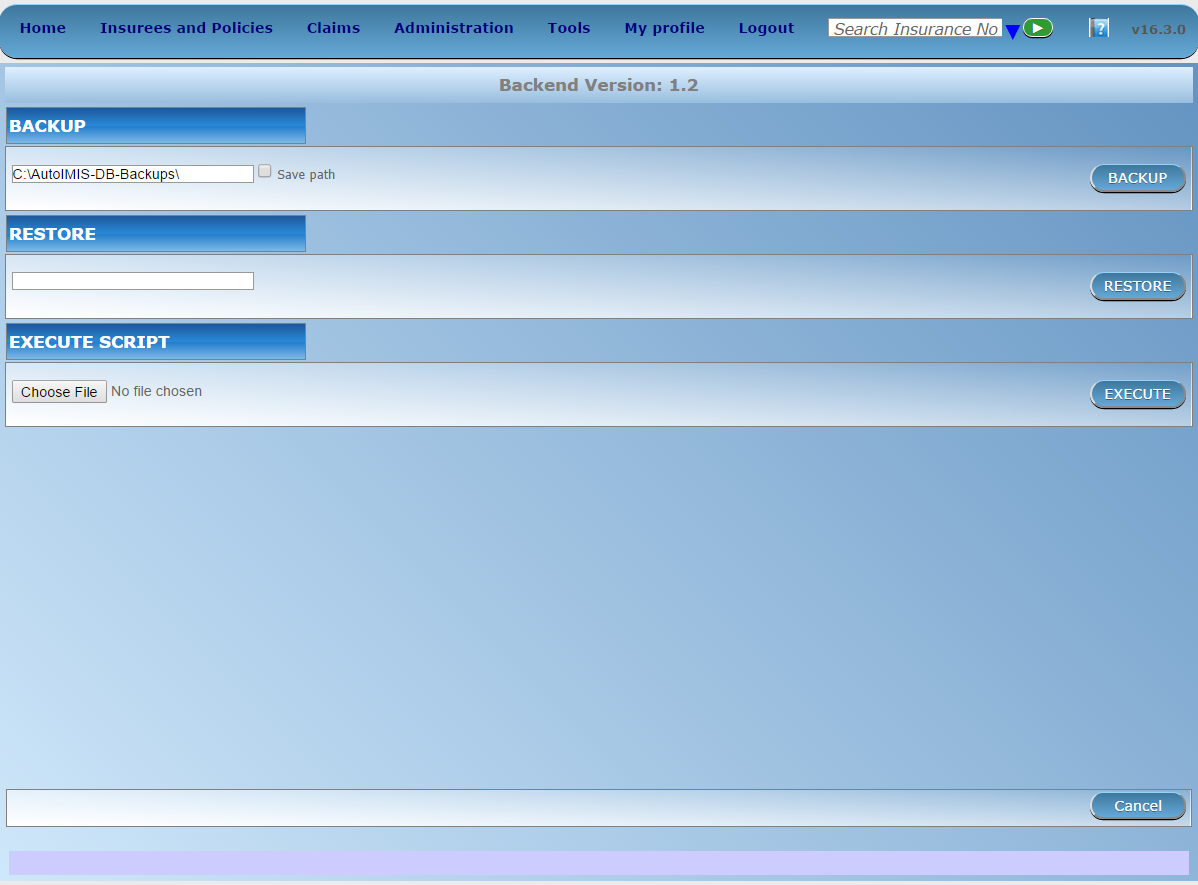 Home Insurees and Policies Claims Administration Tools My profile Logout Search Insurance No ? v16.3.0
Backend Version: 1.2
BACKUP
C:\AutoIMIS-DB-Backups\ Save path BACKUP
RESTORE
RESTORE
EXECUTE SCRIPT
Choose File No file chosen EXECUTE
Cancel